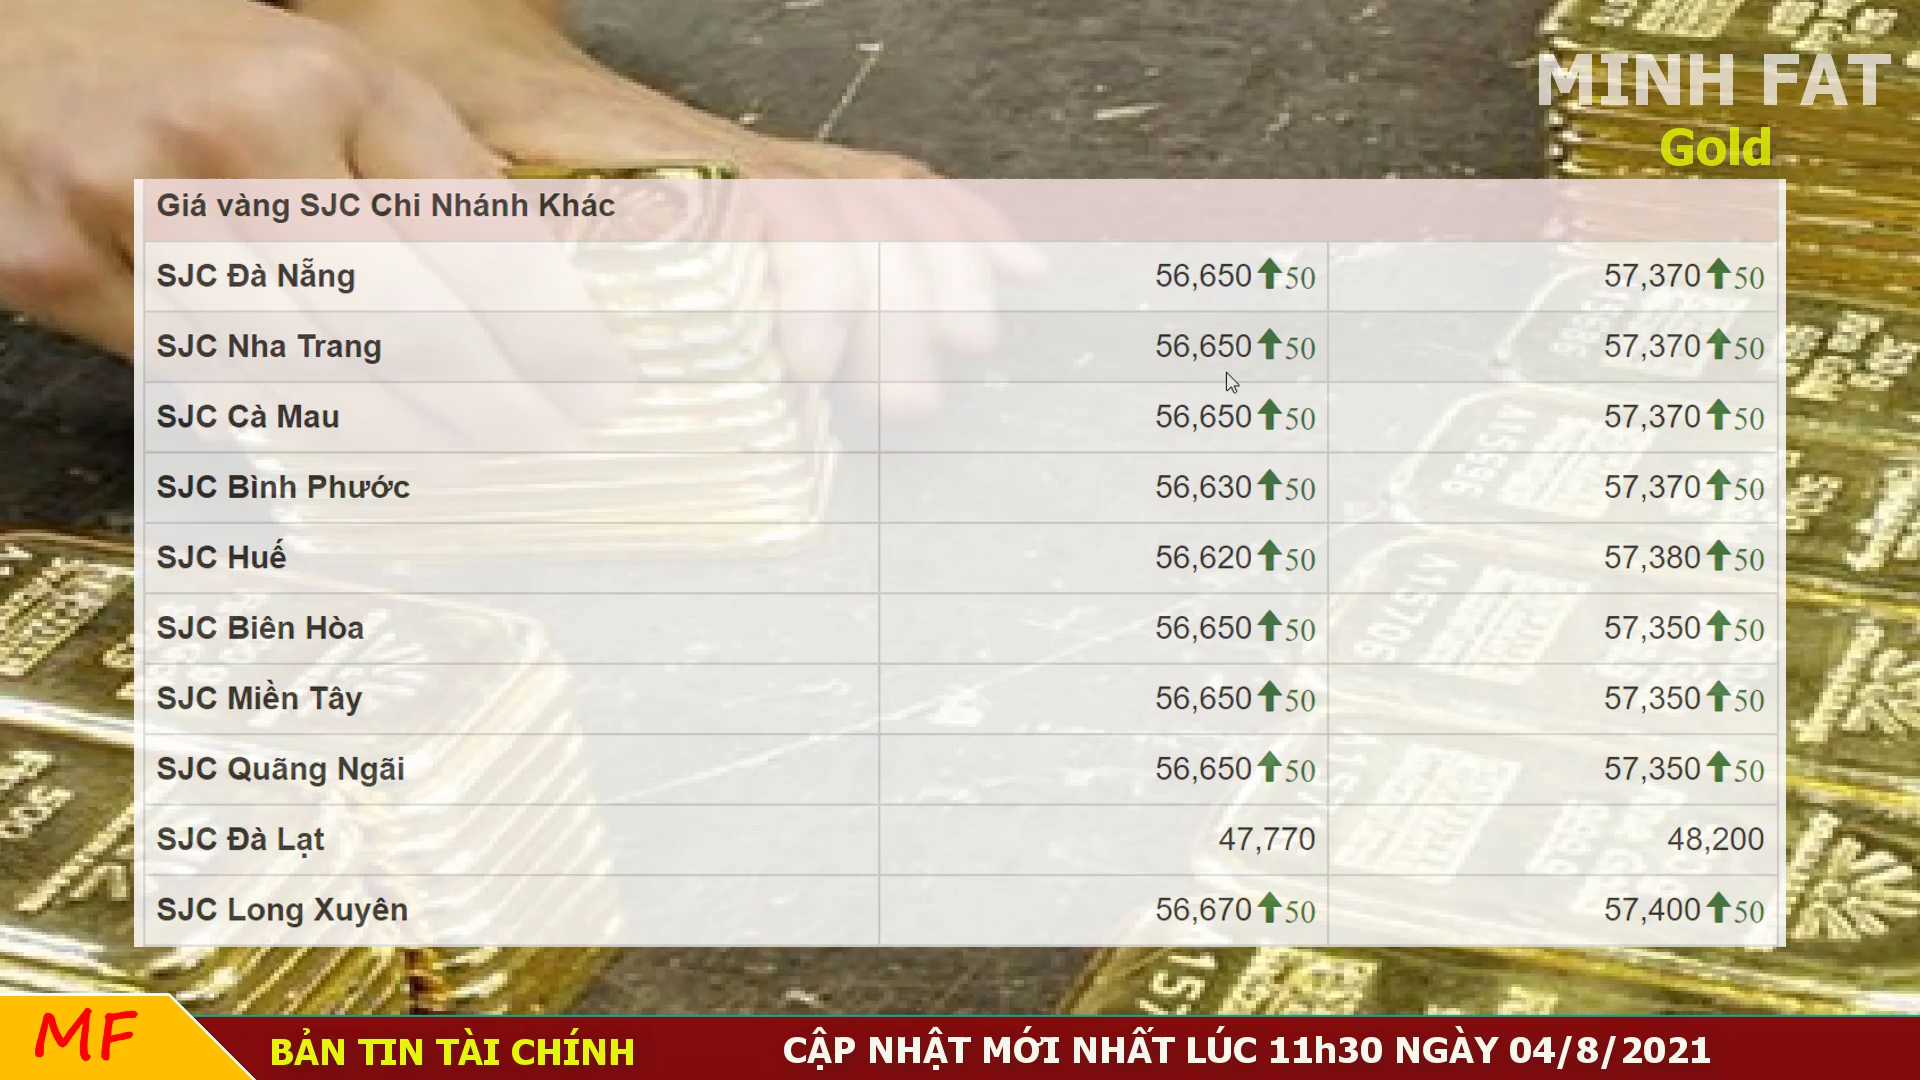 MINH FAT
Gold
Giá vàng SJC Chi Nhánh Khác
SJC Đà Nẵng 56,650 50 57,370 50
SJC Nha Trang 56,650 50 57,370 50
SJC Cà Mau 56,650 50 57,370 50
SJC Bình Phước 56,630 50 57,370 50
SJC Huế 56,620 50 57,380 50
SJC Biên Hòa 56,650 50 57,350 50
SJC Miền Tây 56,650 50 57,350 50
SJC Quãng Ngãi 56,650 50 57,350 50
SJC Đà Lạt 47,770 48,200
SJC Long Xuyên 56,670 50 57,400 50
MF
BẢN TIN TÀI CHÍNH
CẬP NHẬT MỚI NHẤT LÚC 11h30 NGÀY 04/8/2021